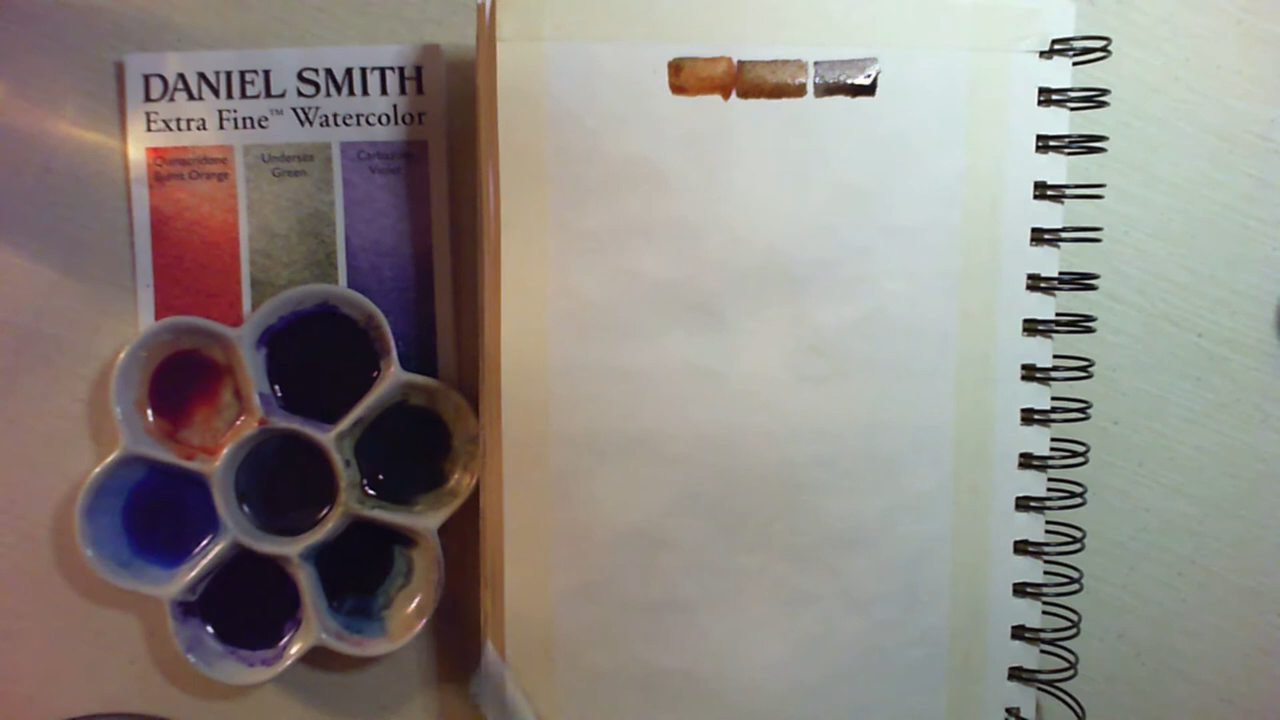 DANIEL SMITH
Extra Fine™ Watercolor
Quinacridone
Burnt Orange
Undersea
Green
Carbazole
Violet